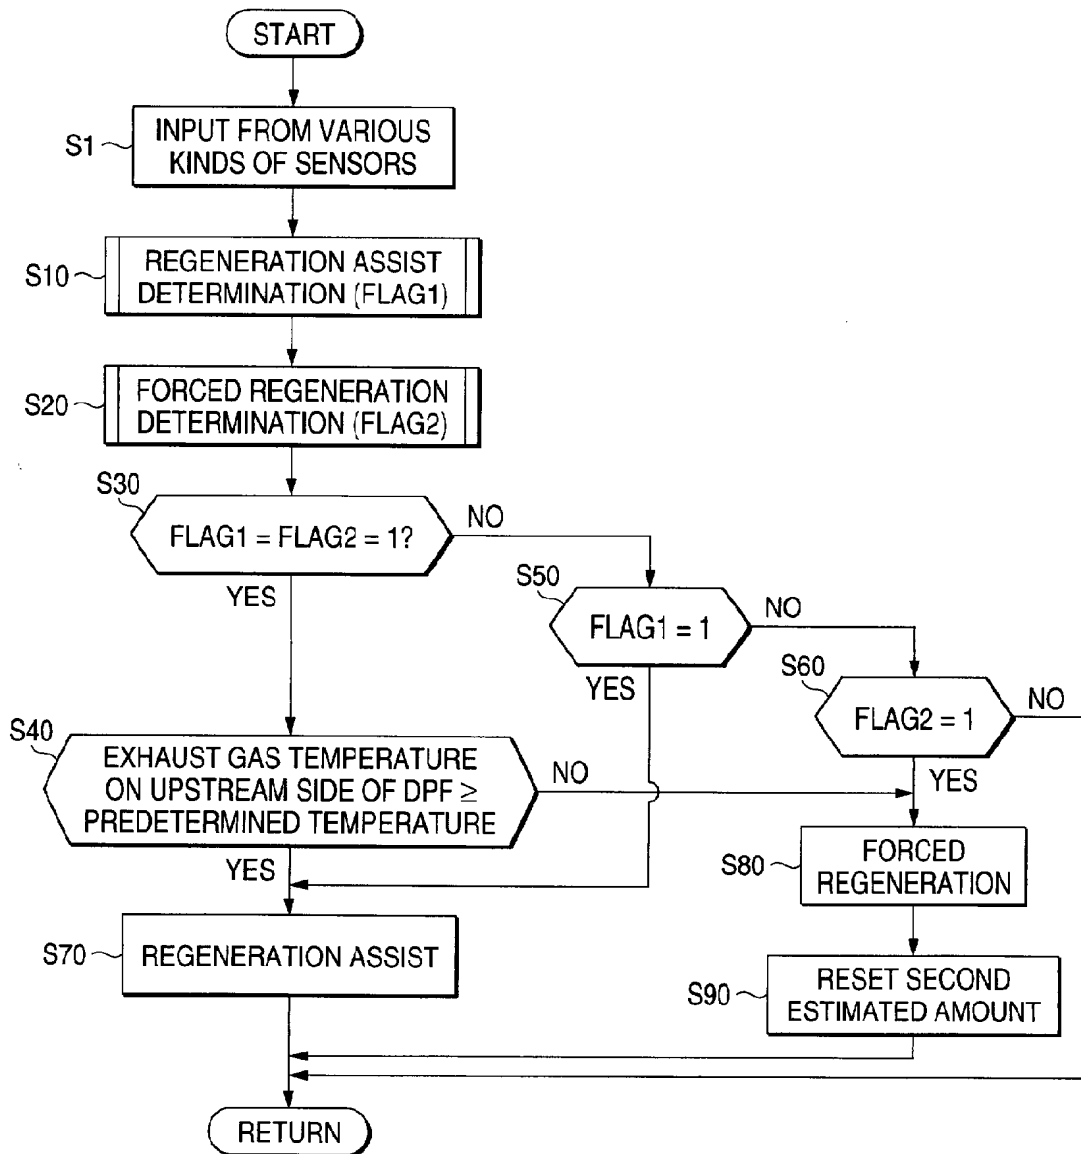 START
S1
INPUT FROM VARIOUS
KINDS OF SENSORS
S10
REGENERATION ASSIST
DETERMINATION (FLAG1)
S20
FORCED REGENERATION
DETERMINATION (FLAG2)
S30
FLAG1 = FLAG2 = 1?
NO
YES
S50
FLAG1 = 1
NO
YES
S60
FLAG2 = 1
NO
YES
S40
EXHAUST GAS TEMPERATURE
ON UPSTREAM SIDE OF DPF ≥
PREDETERMINED TEMPERATURE
NO
YES
S80
FORCED
REGENERATION
S70
REGENERATION ASSIST
S90
RESET SECOND
ESTIMATED AMOUNT
RETURN